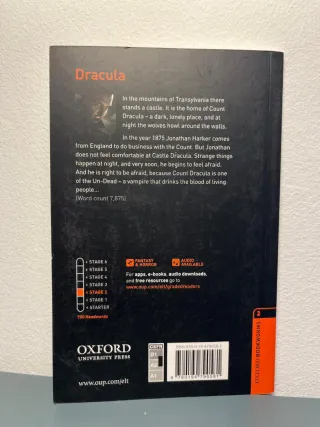 Dracula
In the mountains of Transylvania there
stands a castle. It is the home of Count
Dracula – a dark, lonely place, and at
night the wolves howl around the walls.
In the year 1875 Jonathan Harker comes
from England to do business with the Count. But Jonathan
does not feel comfortable at Castle Dracula. Strange things
happen at night, and very soon, he begins to feel afraid.
And he is right to be afraid, because Count Dracula is one
of the Un-Dead – a vampire that drinks the blood of living
people...
[Word count 7,875]
STAGE 6
STAGE 5
STAGE 4
STAGE 3
STAGE 2
STAGE 1
STARTER
700 Headwords
FANTASY
& HORROR
AUDIO
AVAILABLE
For apps, e-books, audio downloads,
and free resources go to
www.oup.com/elt/gradedreaders
2
OXFORD BOOKWORMS
OXFORD
UNIVERSITY PRESS
www.oup.com/elt